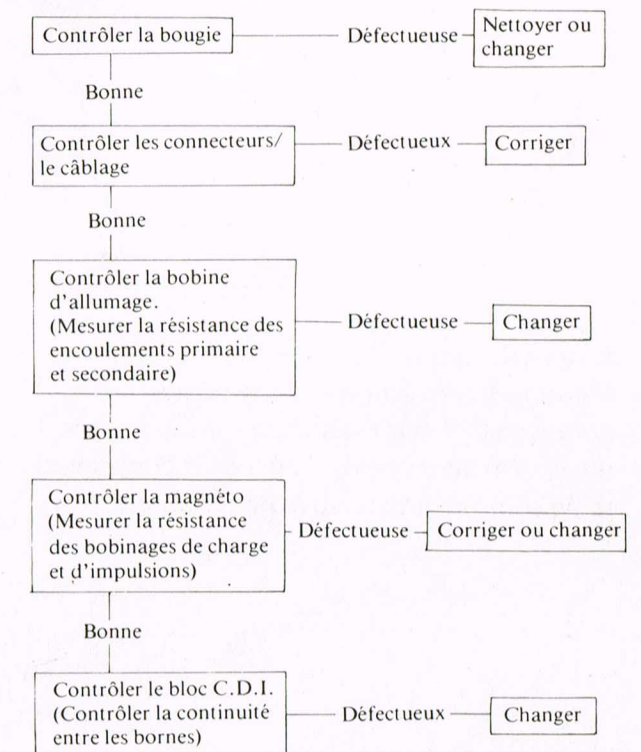 Contrôler la bougie
Défectueuse
Nettoyer ou
changer
Bonne
Contrôler les connecteurs/
le câblage
Défectueux
Corriger
Bonne
Contrôler la bobine
d'allumage.
(Mesurer la résistance des
encoulements primaire
et secondaire)
Défectueuse
Changer
Bonne
Contrôler la magnéto
(Mesurer la résistance
des bobinages de charge
et d'impulsions)
Défectueuse
Corriger ou changer
Bonne
Contrôler le bloc C.D.I.
(Contrôler la continuité
entre les bornes)
Défectueux
Changer